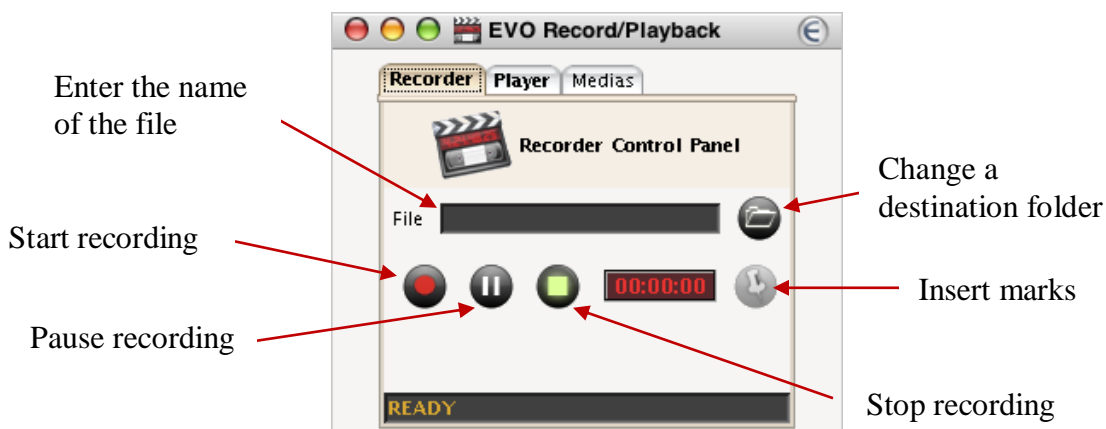 EVO Record/Playback
Recorder Player Medias
Enter the name
of the file
Recorder Control Panel
Change a
destination folder
File
Start recording
00:00:00
Insert marks
Pause recording
READY
Stop recording